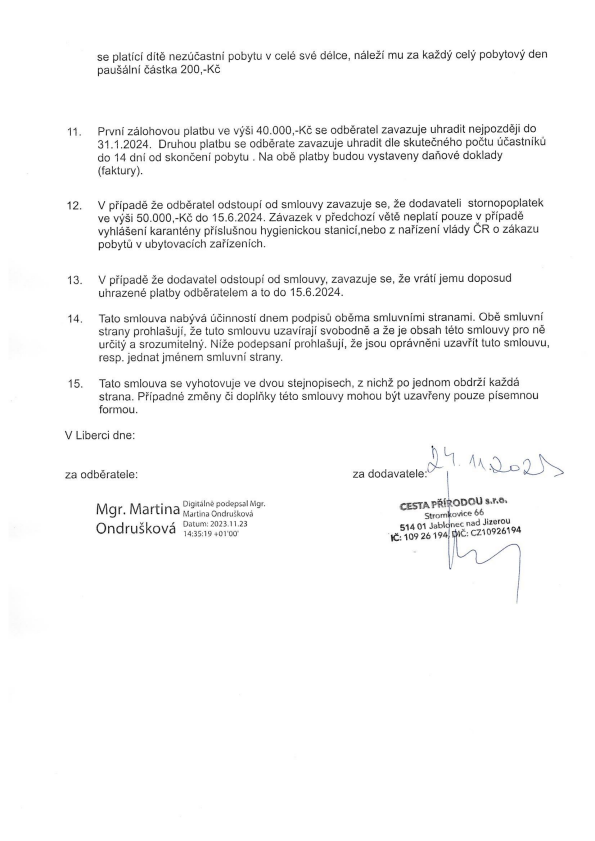 se platící dítě nezúčastní pobytu v celé své délce, náleží mu za každý celý pobytový den
paušální částka 200,-Kč
11. První zálohovou platbu ve výši 40.000,-Kč se odběratel zavazuje uhradit nejpozději do
31.1.2024. Druhou platbu se odběrate zavazuje uhradit dle skutečného počtu účastníků
do 14 dní od skončení pobytu . Na obě platby budou vystaveny daňové doklady
(faktury).
12. V případě že odběratel odstoupí od smlouvy zavazuje se, že dodavateli stornopoplatek
ve výši 50.000,-Kč do 15.6.2024. Závazek v předchozí větě neplatí pouze v případě
vyhlášení karantény příslušnou hygienickou stanicí,nebo z nařízení vlády ČR o zákazu
pobytů v ubytovacích zařízeních.
13. V případě že dodavatel odstoupí od smlouvy, zavazuje se, že vrátí jemu doposud
uhrazené platby odběratelem a to do 15.6.2024.
14. Tato smlouva nabývá účinností dnem podpisů oběma smluvními stranami. Obě smluvní
strany prohlašují, že tuto smlouvu uzavírají svobodně a že je obsah této smlouvy pro ně
určitý a srozumitelný. Níže podepsaní prohlašují, že jsou oprávněni uzavřít tuto smlouvu,
resp. jednat jménem smluvní strany.
15. Tato smlouva se vyhotovuje ve dvou stejnopisech, z nichž po jednom obdrží každá
strana. Případné změny či doplňky této smlouvy mohou být uzavřeny pouze písemnou
formou.
V Liberci dne:
za odběratele:
za dodavatele: 24.11.2023
Mgr. Martina
Ondrušková
Digitálně podepsal Mgr.
Martina Ondrušková
Datum: 2023.11.23
14:35:19 +01'00'
CESTA PŘÍRODOU s.r.o.
Stromkovice 66
514 01 Jablonec nad Jizerou
IČ: 109 26 194, DIČ: CZ10926194